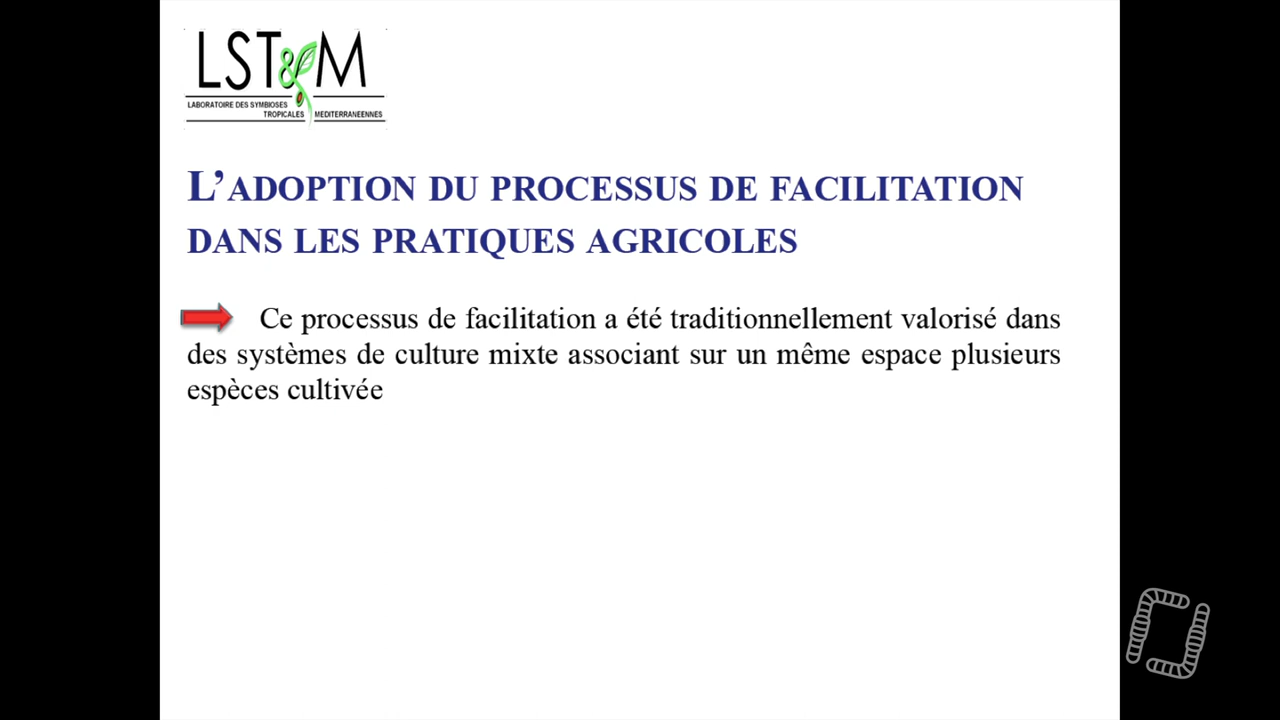 LST&M
LABORATOIRE DES SYMBIOSES
TROPICALES MEDITERRANEENNES
L'ADOPTION DU PROCESSUS DE FACILITATION
DANS LES PRATIQUES AGRICOLES
Ce processus de facilitation a été traditionnellement valorisé dans
des systèmes de culture mixte associant sur un même espace plusieurs
espèces cultivée